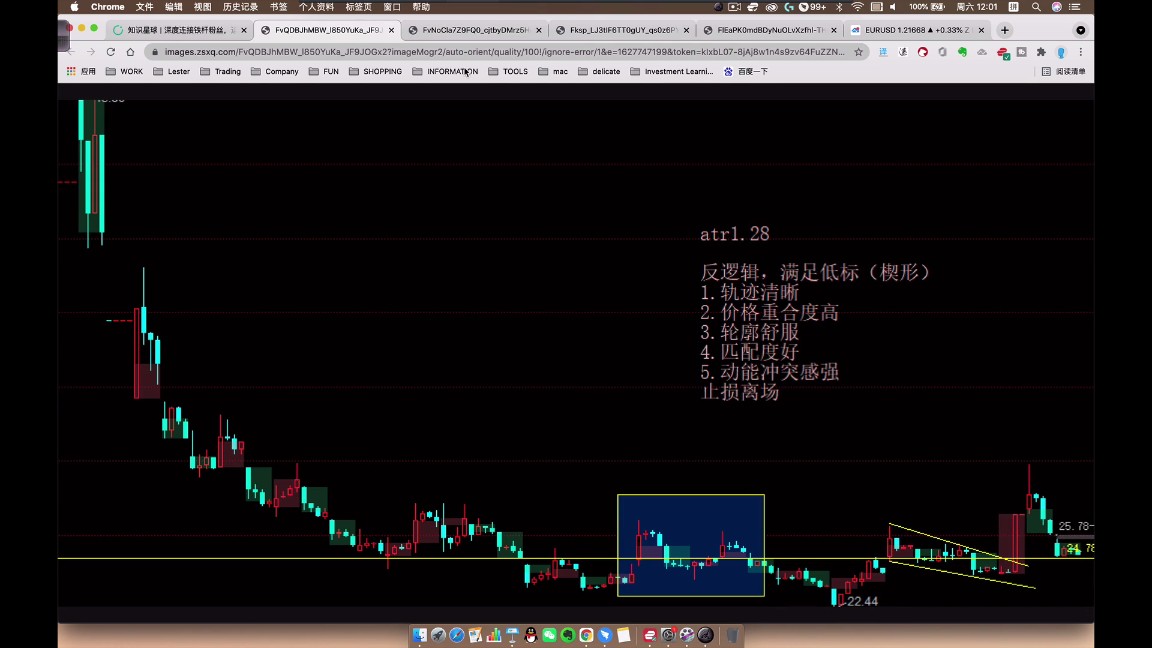 Chrome 文件 编辑 视图 历史记录 书签 个人资料 标签页 窗口 帮助 99+ 100% 周六 12:01
知识星球 | 深度连接铁杆粉丝， FvQDBJhMBW_I850YuKa_JF9J FvNoCla7Z9FQ0_ojtbyDMrz5H Fksp_LJ3tIF6TT0gUY_qs0z6P FIEaPK0mdBDyNuOLvXzfhI-TH EURUSD 1.21668 ▲ +0.33% Z
images.zsxq.com/FvQDBJhMBW_I850YuKa_JF9JOGx2?imageMogr2/auto-orient/quality/100!/ignore-error/1&e=1627747199&token=kIxbL07-8jAj8w1n4s9zv64FuZZN...
应用 WORK Lester Trading Company FUN SHOPPING INFORMATION TOOLS mac delicate Investment Learni... 百度一下 阅读清单
atr1.28
反逻辑，满足低标（楔形）
1.轨迹清晰
2.价格重合度高
3.轮廓舒服
4.匹配度好
5.动能冲突感强
止损离场
25.78
24.78
22.44